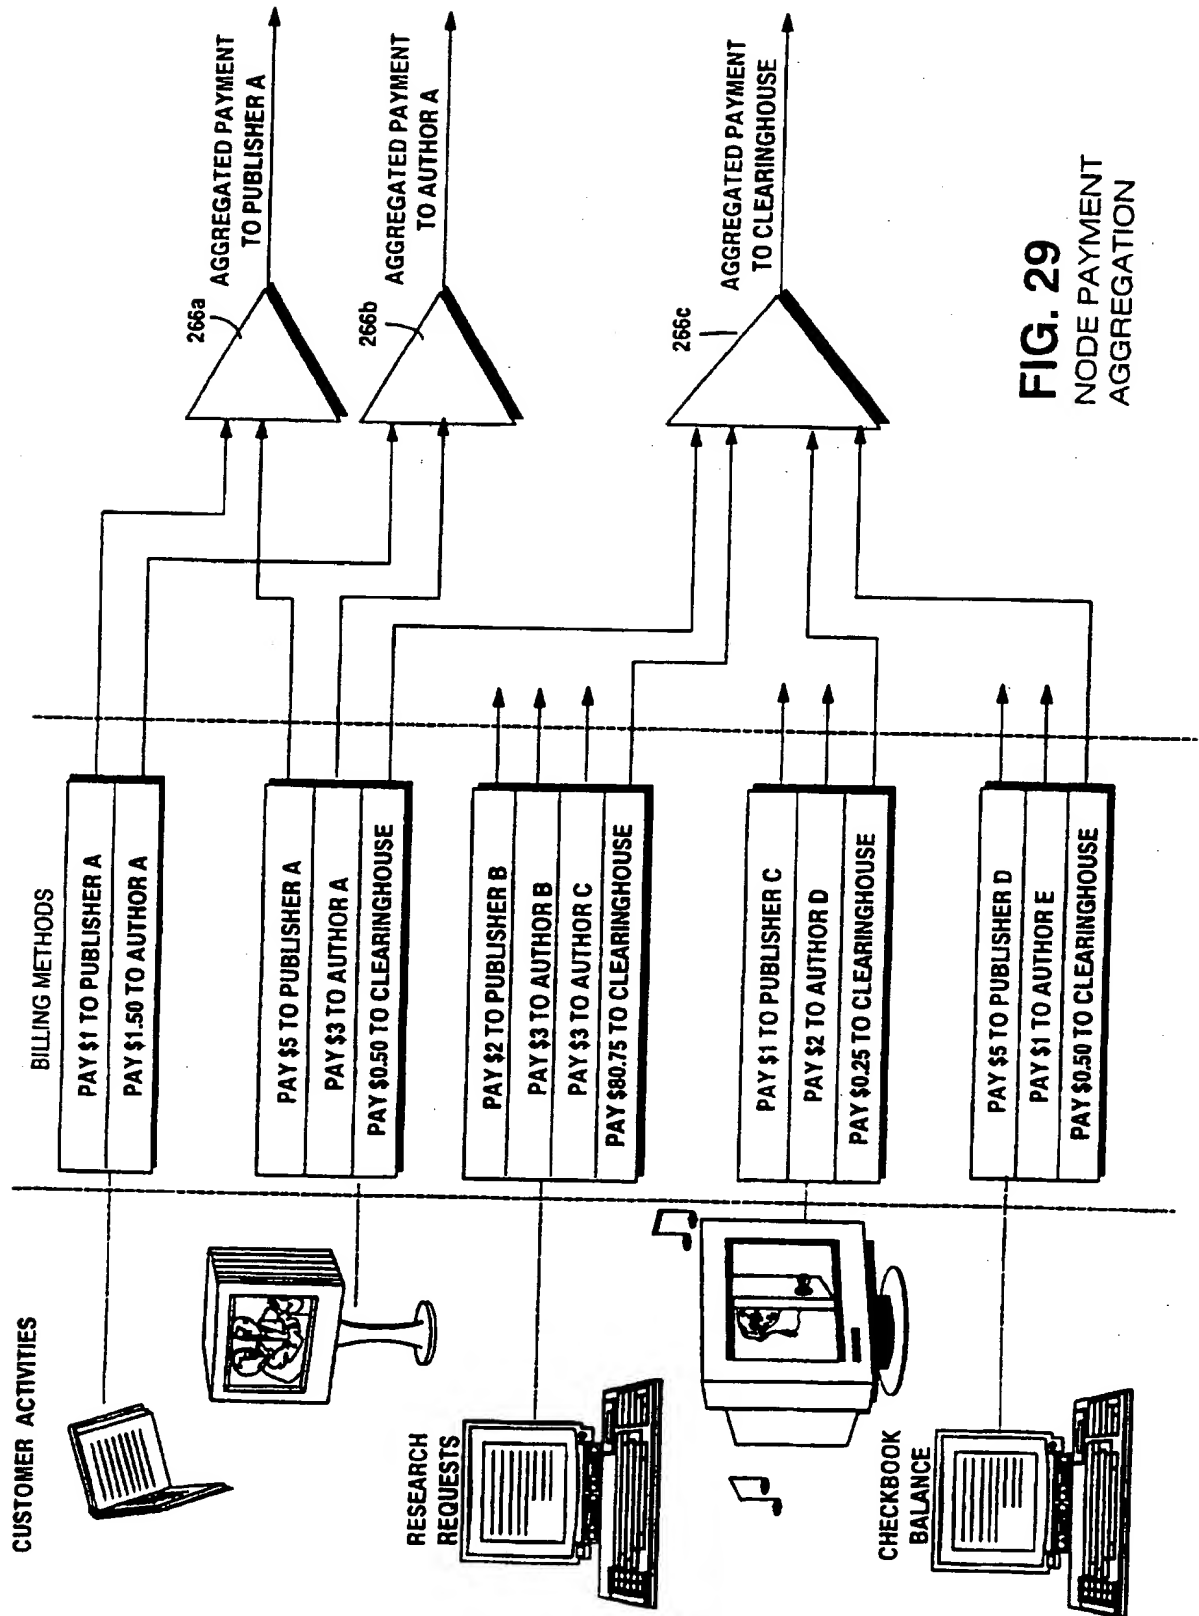 CUSTOMER ACTIVITIES
RESEARCH
REQUESTS
CHECKBOOK
BALANCE
BILLING METHODS
PAY $1 TO PUBLISHER A
PAY $1.50 TO AUTHOR A
PAY $5 TO PUBLISHER A
PAY $3 TO AUTHOR A
PAY $0.50 TO CLEARINGHOUSE
PAY $2 TO PUBLISHER B
PAY $3 TO AUTHOR B
PAY $3 TO AUTHOR C
PAY $80.75 TO CLEARINGHOUSE
PAY $1 TO PUBLISHER C
PAY $2 TO AUTHOR D
PAY $0.25 TO CLEARINGHOUSE
PAY $5 TO PUBLISHER D
PAY $1 TO AUTHOR E
PAY $0.50 TO CLEARINGHOUSE
266a
AGGREGATED PAYMENT
TO PUBLISHER A
266b
AGGREGATED PAYMENT
TO AUTHOR A
266c
AGGREGATED PAYMENT
TO CLEARINGHOUSE
FIG. 29
NODE PAYMENT
AGGREGATION